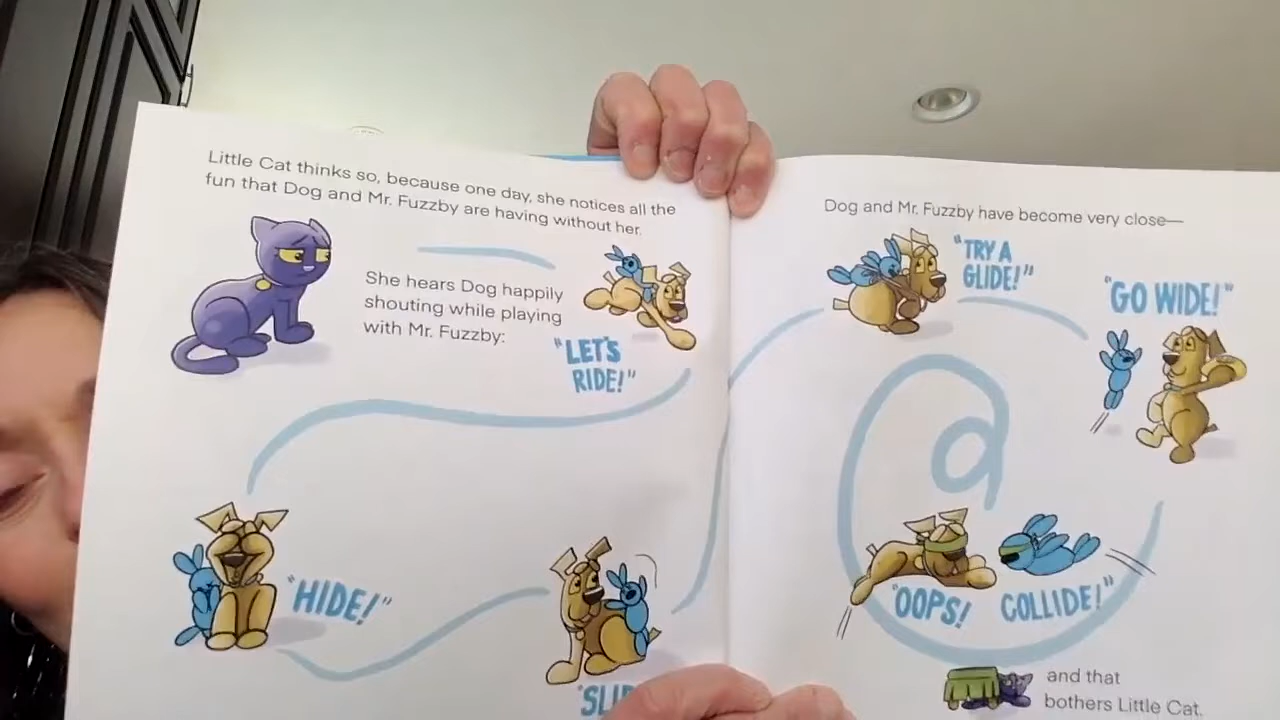 Little Cat thinks so, because one day, she notices all the
fun that Dog and Mr. Fuzzby are having without her.
She hears Dog happily
shouting while playing
with Mr. Fuzzby:
"LET'S
RIDE!"
"HIDE!"
Dog and Mr. Fuzzby have become very close—
"TRY A
GLIDE!"
"GO WIDE!"
"OOPS! COLLIDE!"
and that
bothers Little Cat.